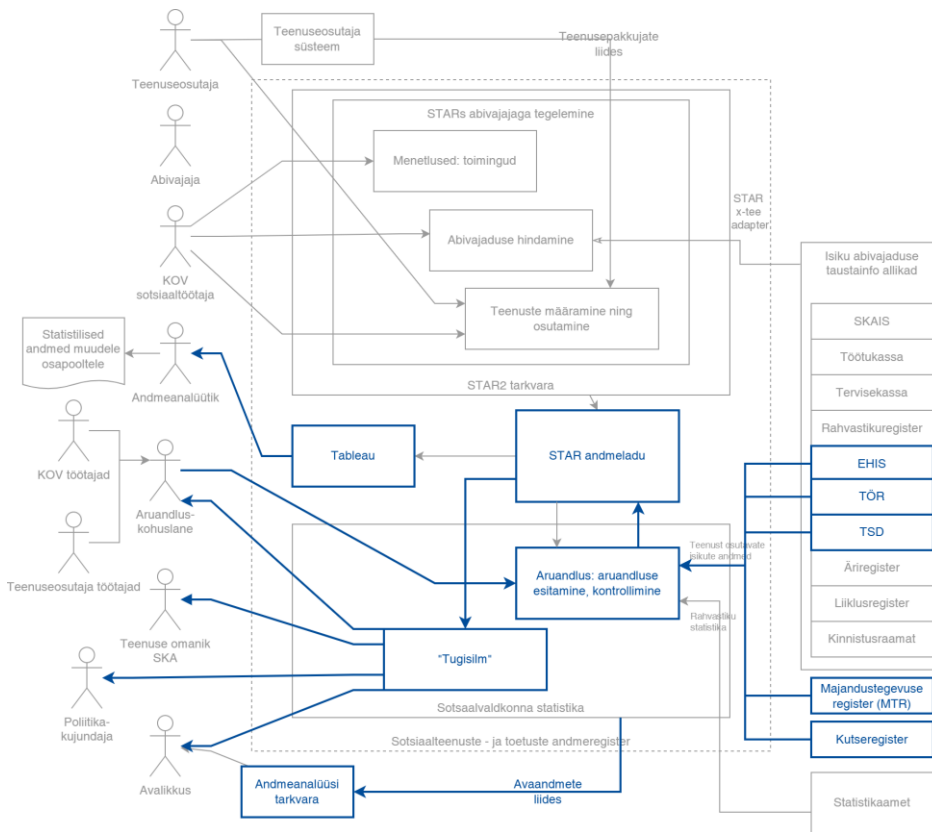 Teenuseosutaja
süsteem
Teenusepakkujate
liides
Teenuseosutaja
STARs abivajajaga tegelemine
Menetlused: toimingud
Abivajaja
STAR
x-tee
adapter
Abivajaduse hindamine
KOV
sotsiaaltöötaja
Isiku abivajaduse
taustainfo allikad
Teenuste määramine ning
osutamine
SKAIS
Statistilised
andmed muudele
osapooltele
Töötukassa
STAR2 tarkvara
Andmeanalüütik
Tervisekassa
Rahvastikuregister
Tableau
STAR andmeladu
EHIS
KOV töötajad
TÖR
Aruandlus-
kohuslane
TSD
Teenust osutavate
isikute andmed
Aruandlus: aruandluse
esitamine, kontrollimine
Äriregister
Teenuseosutaja töötajad
Liiklusregister
Rahvastiku
statistika
Kinnistusraamat
Teenuse omanik
SKA
"Tugisilm"
Majandustegevuse
register (MTR)
Sotsaalvaldkonna statistika
Poliitika-
kujundaja
Kutseregister
Sotsiaalteenuste - ja toetuste andmeregister
Avalikkus
Andmeanalüüsi
tarkvara
Avaandmete
liides
Statistikaamet